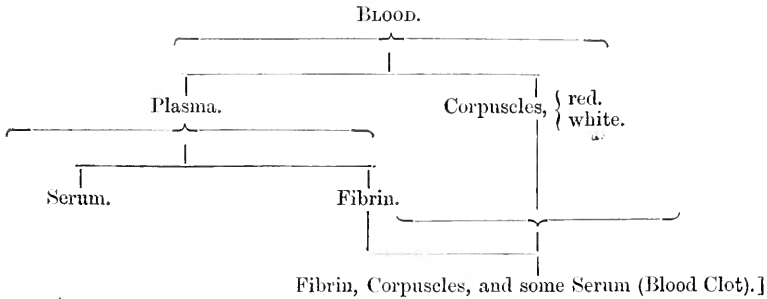 BLOOD.
Plasma.
Corpuscles, { red.
white.
Serum.
Fibrin.
Fibrin, Corpuscles, and some Serum (Blood Clot).]